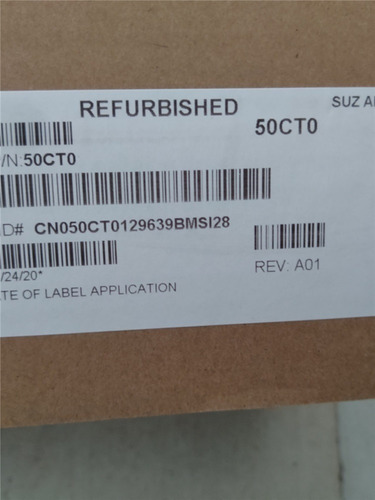 REFURBISHED
SUZ A
50CT0
/N:50CT0
D# CN050CT0129639BMSI28
/24/20*
REV: A01
TE OF LABEL APPLICATION